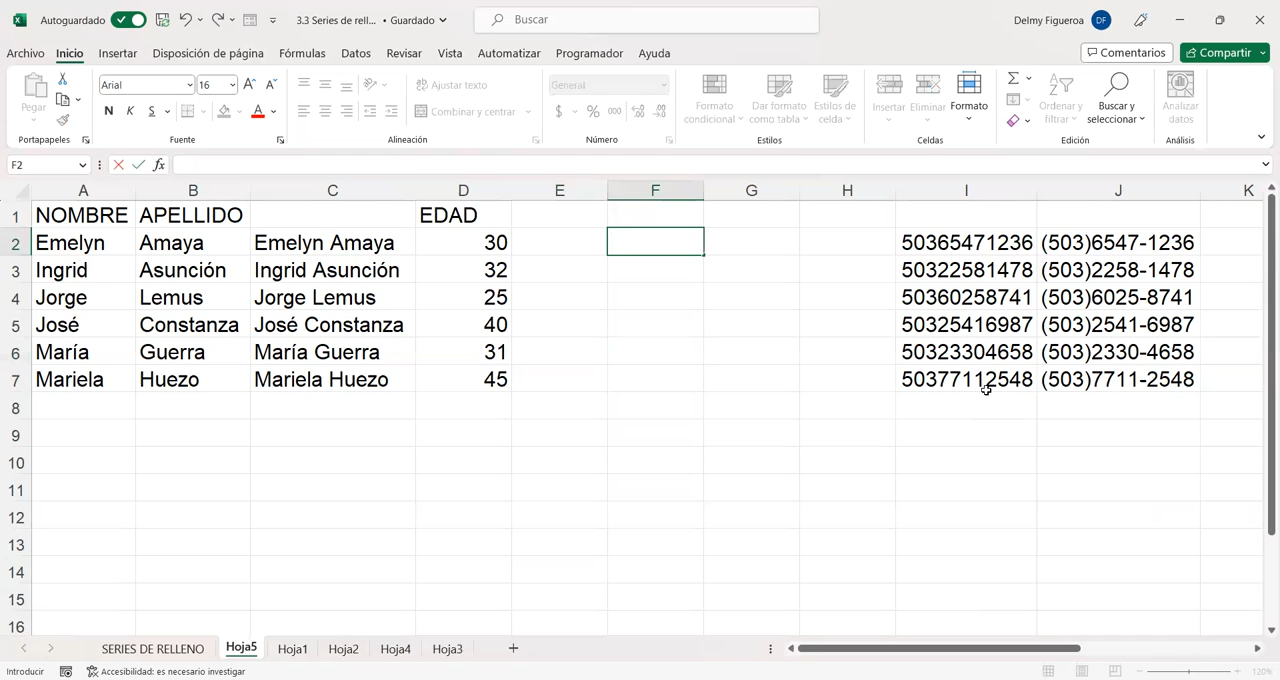 Autoguardado 3.3 Series de rell... • Guardado Buscar Delmy Figueroa DF
Archivo Inicio Insertar Disposición de página Fórmulas Datos Revisar Vista Automatizar Programador Ayuda Comentarios Compartir
Pegar Arial 16 Ajustar texto General Formato condicional Dar formato como tabla Estilos de celda Insertar Eliminar Formato Ordenar y filtrar Buscar y seleccionar Analizar datos
N K S A Combinar y centrar $ % 000
Portapapeles Fuente Alineación Número Estilos Celdas Edición Análisis
F2 fx
A B C D E F G H I J K
1 NOMBRE APELLIDO EDAD
2 Emelyn Amaya Emelyn Amaya 30 50365471236 (503)6547-1236
3 Ingrid Asunción Ingrid Asunción 32 50322581478 (503)2258-1478
4 Jorge Lemus Jorge Lemus 25 50360258741 (503)6025-8741
5 José Constanza José Constanza 40 50325416987 (503)2541-6987
6 María Guerra María Guerra 31 50323304658 (503)2330-4658
7 Mariela Huezo Mariela Huezo 45 50377112548 (503)7711-2548
8
9
10
11
12
13
14
15
16
SERIES DE RELLENO Hoja5 Hoja1 Hoja2 Hoja4 Hoja3
Introducir Accesibilidad: es necesario investigar 120%